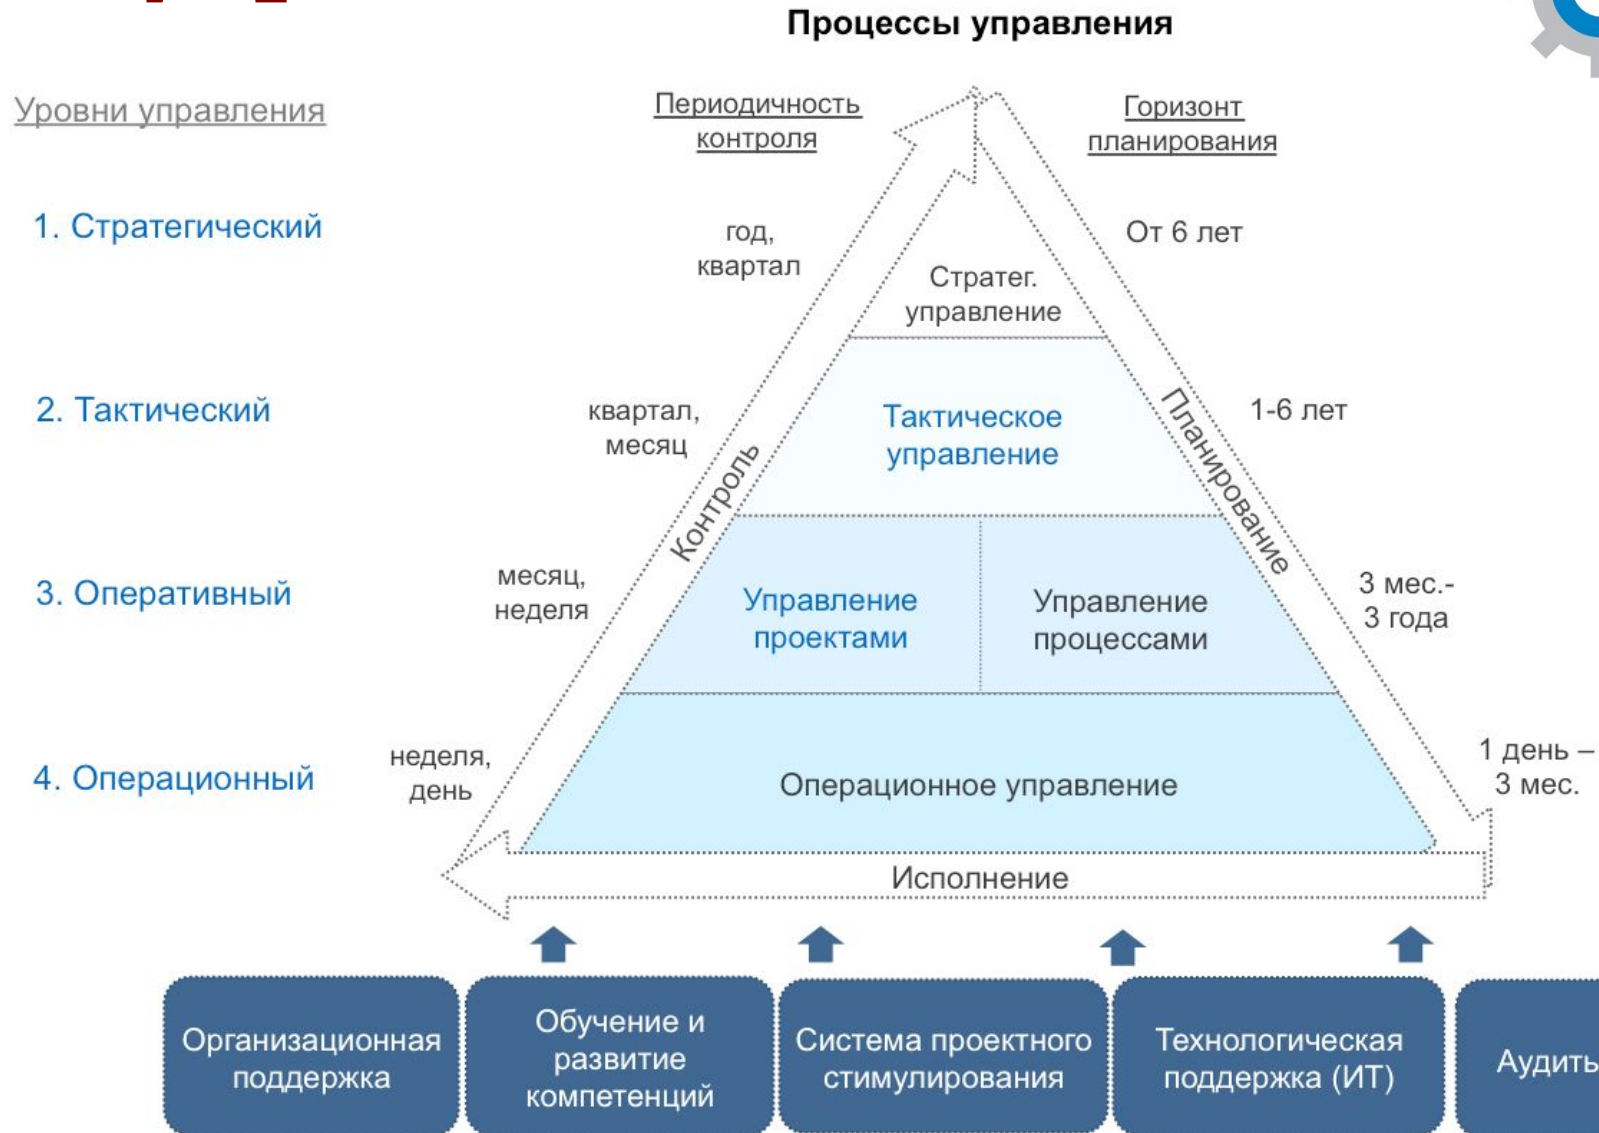 Процессы управления
Уровни управления
Периодичность
контроля
Горизонт
планирования
1. Стратегический
год,
квартал
Стратег.
управление
От 6 лет
2. Тактический
квартал,
месяц
Контроль
Тактическое
управление
Планирование
1-6 лет
3. Оперативный
месяц,
неделя
Управление
проектами
Управление
процессами
3 мес.-
3 года
4. Операционный
неделя,
день
Операционное управление
1 день –
3 мес.
Исполнение
Организационная
поддержка
Обучение и
развитие
компетенций
Система проектного
стимулирования
Технологическая
поддержка (ИТ)
Аудиты